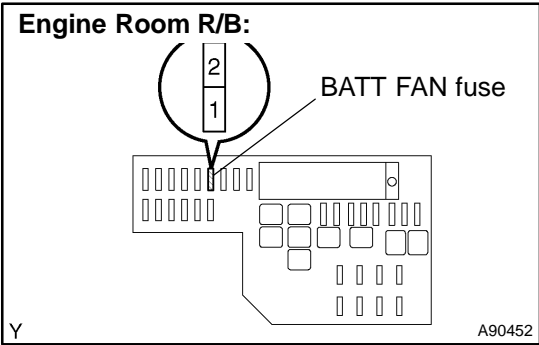 Engine Room R/B:
2
1
BATT FAN fuse
Y
A90452